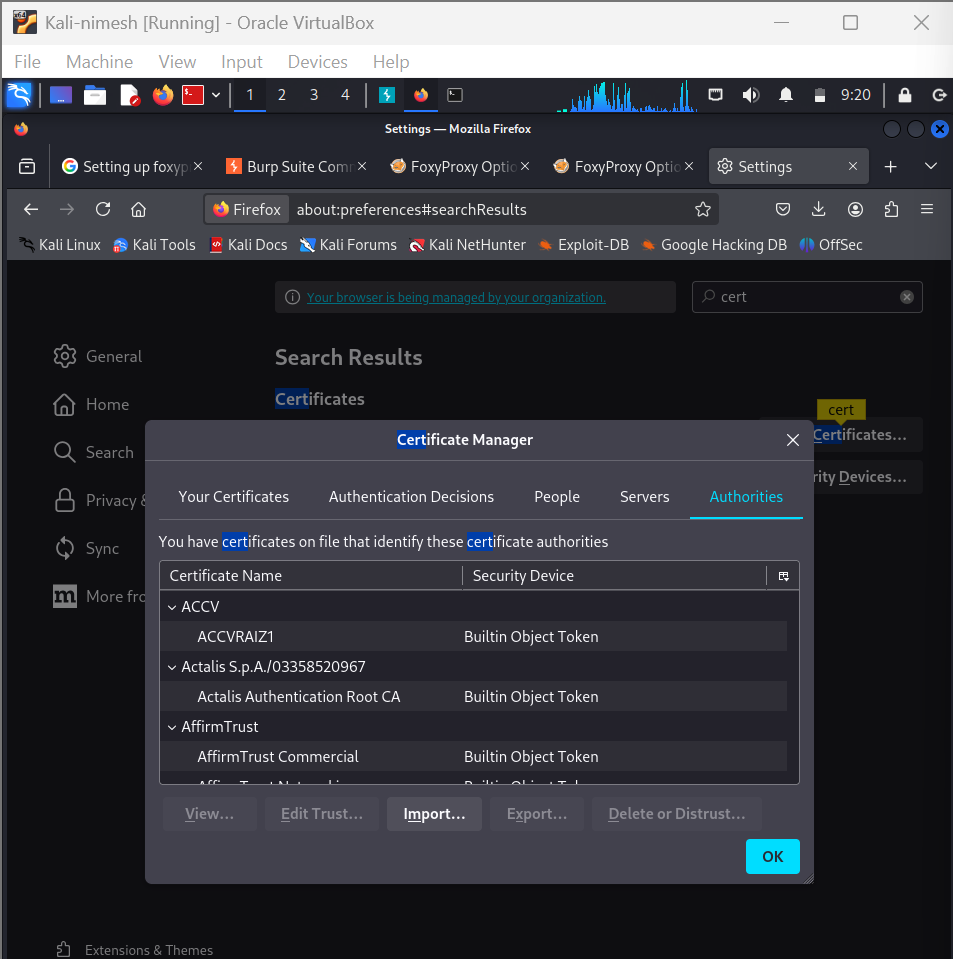 Kali-nimesh [Running] - Oracle VirtualBox
File Machine View Input Devices Help
1 2 3 4 9:20
Settings — Mozilla Firefox
Setting up foxyp Burp Suite Com FoxyProxy Optio FoxyProxy Optio Settings
Firefox about:preferences#searchResults
Kali Linux Kali Tools Kali Docs Kali Forums Kali NetHunter Exploit-DB Google Hacking DB OffSec
Your browser is being managed by your organization.
cert
General
Search Results
Home
Certificates
cert
Certificates...
Certificate Manager
Search
rity Devices...
Your Certificates Authentication Decisions People Servers Authorities
Privacy &
You have certificates on file that identify these certificate authorities
Sync
Certificate Name Security Device
m More fro
ACCV
ACCVRAIZ1 Builtin Object Token
Actalis S.p.A./03358520967
Actalis Authentication Root CA Builtin Object Token
AffirmTrust
AffirmTrust Commercial Builtin Object Token
View... Edit Trust... Import... Export... Delete or Distrust...
OK
Extensions & Themes